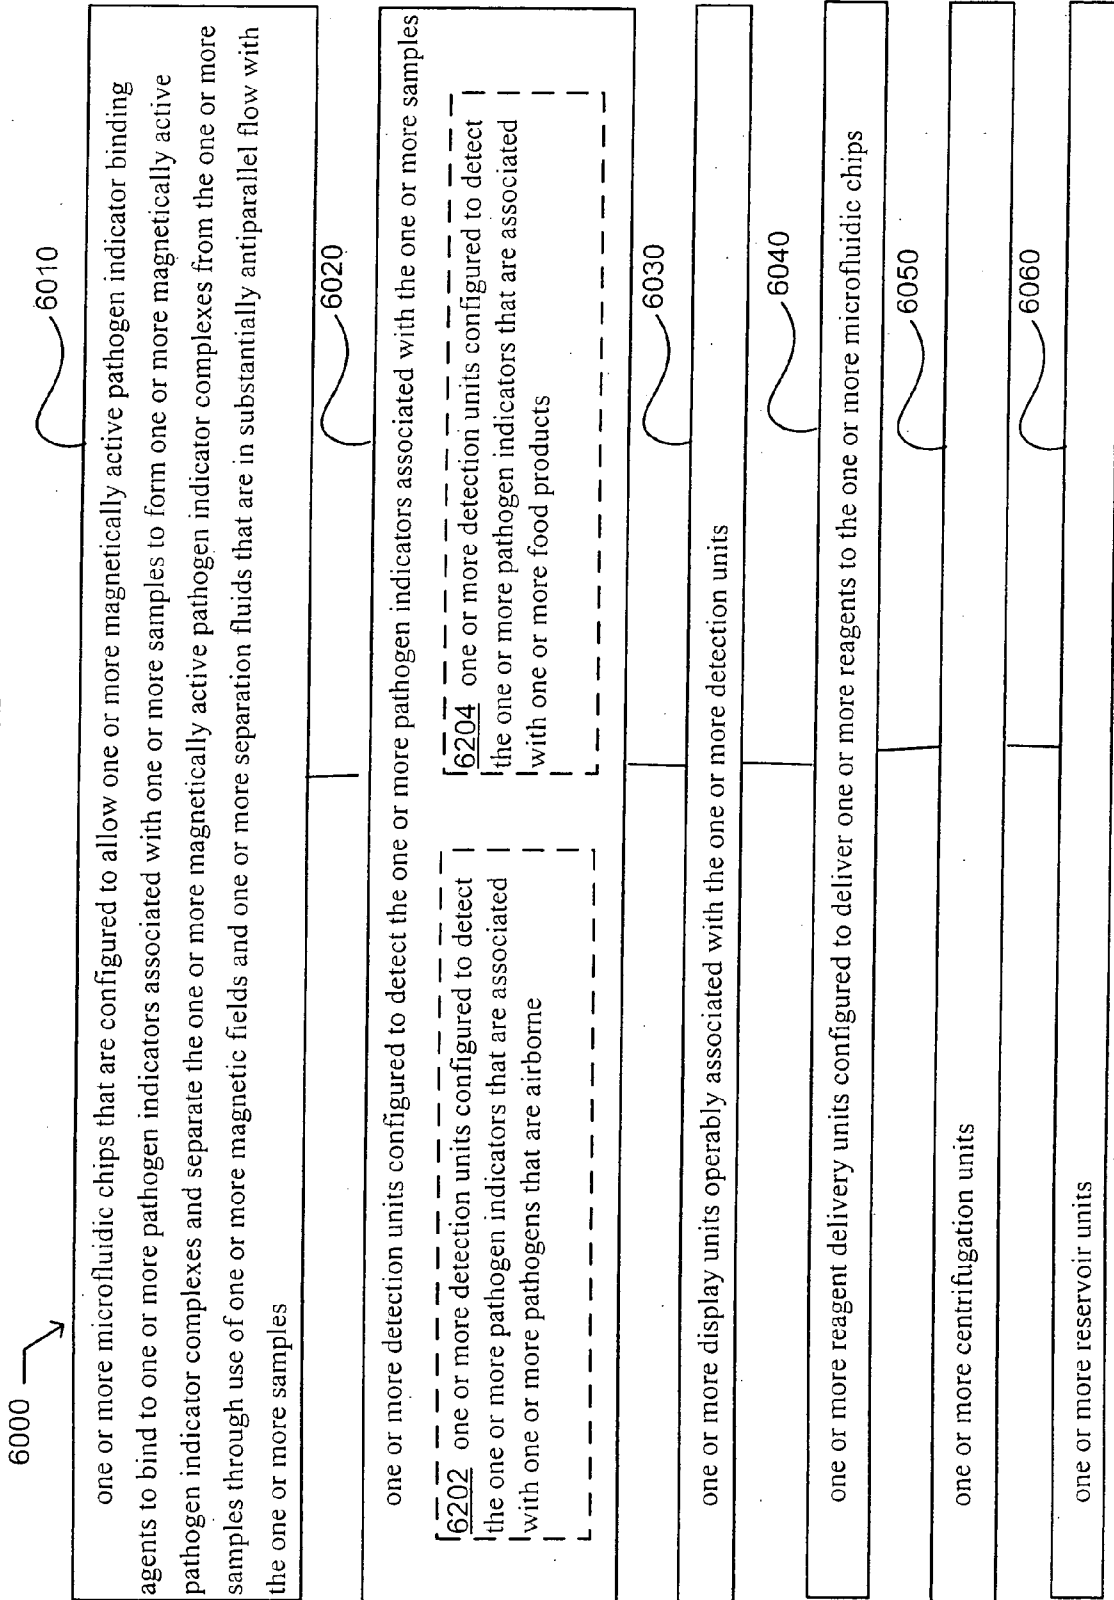 6000
6010
one or more microfluidic chips that are configured to allow one or more magnetically active pathogen indicator binding
agents to bind to one or more pathogen indicators associated with one or more samples to form one or more magnetically active
pathogen indicator complexes and separate the one or more magnetically active pathogen indicator complexes from the one or more
samples through use of one or more magnetic fields and one or more separation fluids that are in substantially antiparallel flow with
the one or more samples
6020
one or more detection units configured to detect the one or more pathogen indicators associated with the one or more samples
6202 one or more detection units configured to detect
the one or more pathogen indicators that are associated
with one or more pathogens that are airborne
6204 one or more detection units configured to detect
the one or more pathogen indicators that are associated
with one or more food products
6030
one or more display units operably associated with the one or more detection units
6040
one or more reagent delivery units configured to deliver one or more reagents to the one or more microfluidic chips
6050
one or more centrifugation units
6060
one or more reservoir units